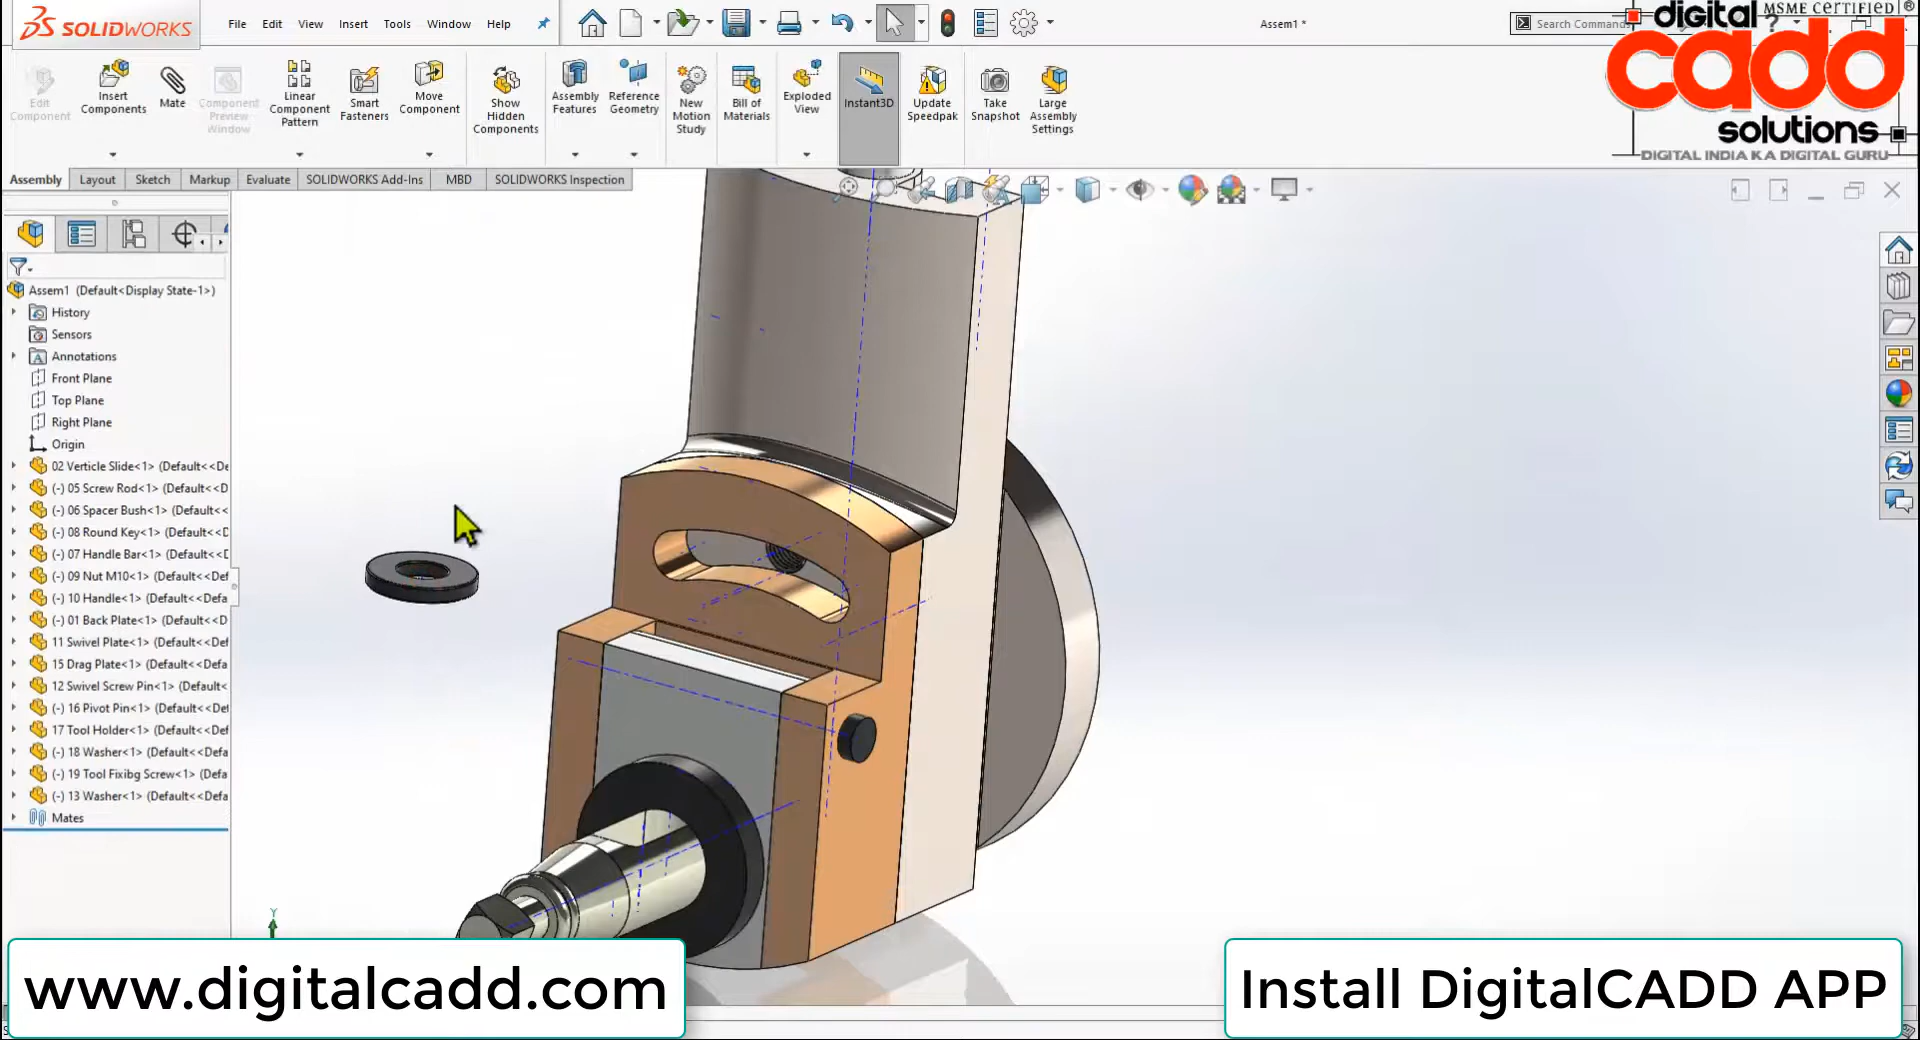 SOLIDWORKS
File Edit View Insert Tools Window Help
Assem1 *
Search Commands
digital MSME CERTIFIED ®
cadd
solutions
DIGITAL INDIA KA DIGITAL GURU
Edit Component
Insert Components
Mate
Component Preview Window
Linear Component Pattern
Smart Fasteners
Move Component
Show Hidden Components
Assembly Features
Reference Geometry
New Motion Study
Bill of Materials
Exploded View
Instant3D
Update Speedpak
Take Snapshot
Large Assembly Settings
Assembly Layout Sketch Markup Evaluate SOLIDWORKS Add-Ins MBD SOLIDWORKS Inspection
Assem1 (Default<Display State-1>)
History
Sensors
Annotations
Front Plane
Top Plane
Right Plane
Origin
02 Verticle Slide<1> (Default<<De
(-) 05 Screw Rod<1> (Default<<D
(-) 06 Spacer Bush<1> (Default<<
(-) 08 Round Key<1> (Default<<D
(-) 07 Handle Bar<1> (Default<<D
(-) 09 Nut M10<1> (Default<<Def
(-) 10 Handle<1> (Default<<Defa
(-) 01 Back Plate<1> (Default<<D
11 Swivel Plate<1> (Default<<Def
15 Drag Plate<1> (Default<<Defa
12 Swivel Screw Pin<1> (Default<
(-) 16 Pivot Pin<1> (Default<<Def
17 Tool Holder<1> (Default<<Def
(-) 18 Washer<1> (Default<<Defa
(-) 19 Tool Fixibg Screw<1> (Defa
(-) 13 Washer<1> (Default<<Defa
Mates
Y
www.digitalcadd.com
Install DigitalCADD APP